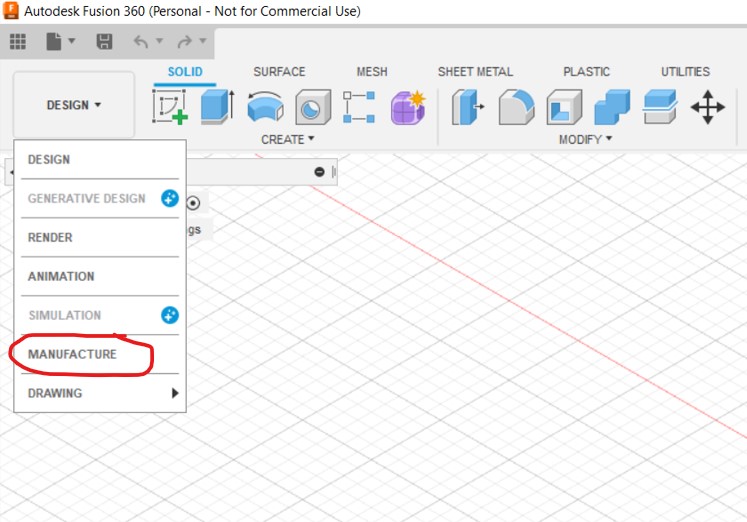 Autodesk Fusion 360 (Personal - Not for Commercial Use)
SOLID SURFACE MESH SHEET METAL PLASTIC UTILITIES
DESIGN
CREATE MODIFY
DESIGN
GENERATIVE DESIGN
RENDER
ANIMATION
SIMULATION
MANUFACTURE
DRAWING